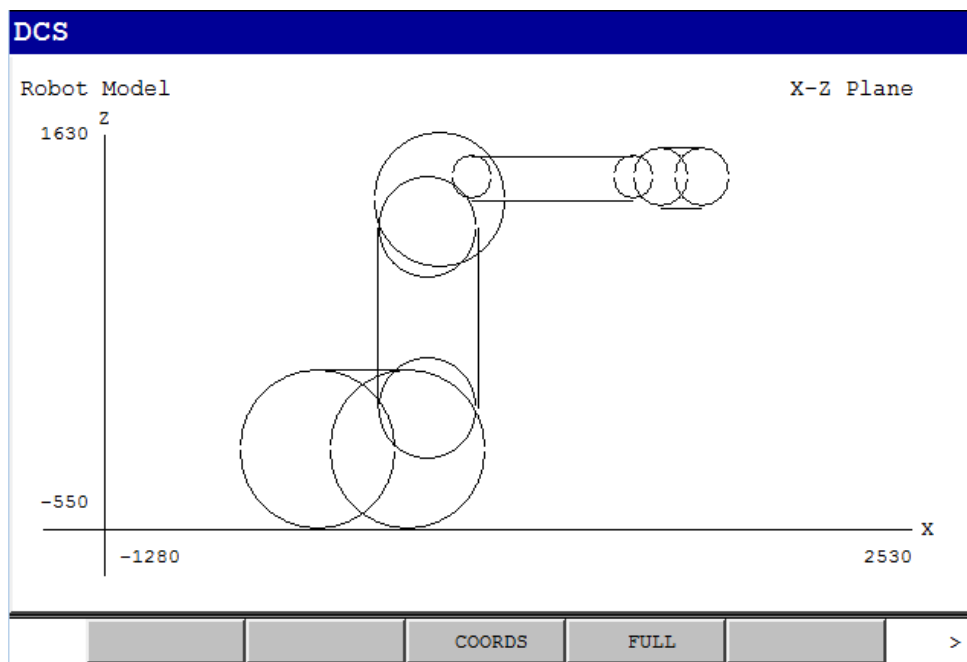 DCS
Robot Model X-Z Plane
Z
1630
-550
X
-1280 2530
COORDS FULL >